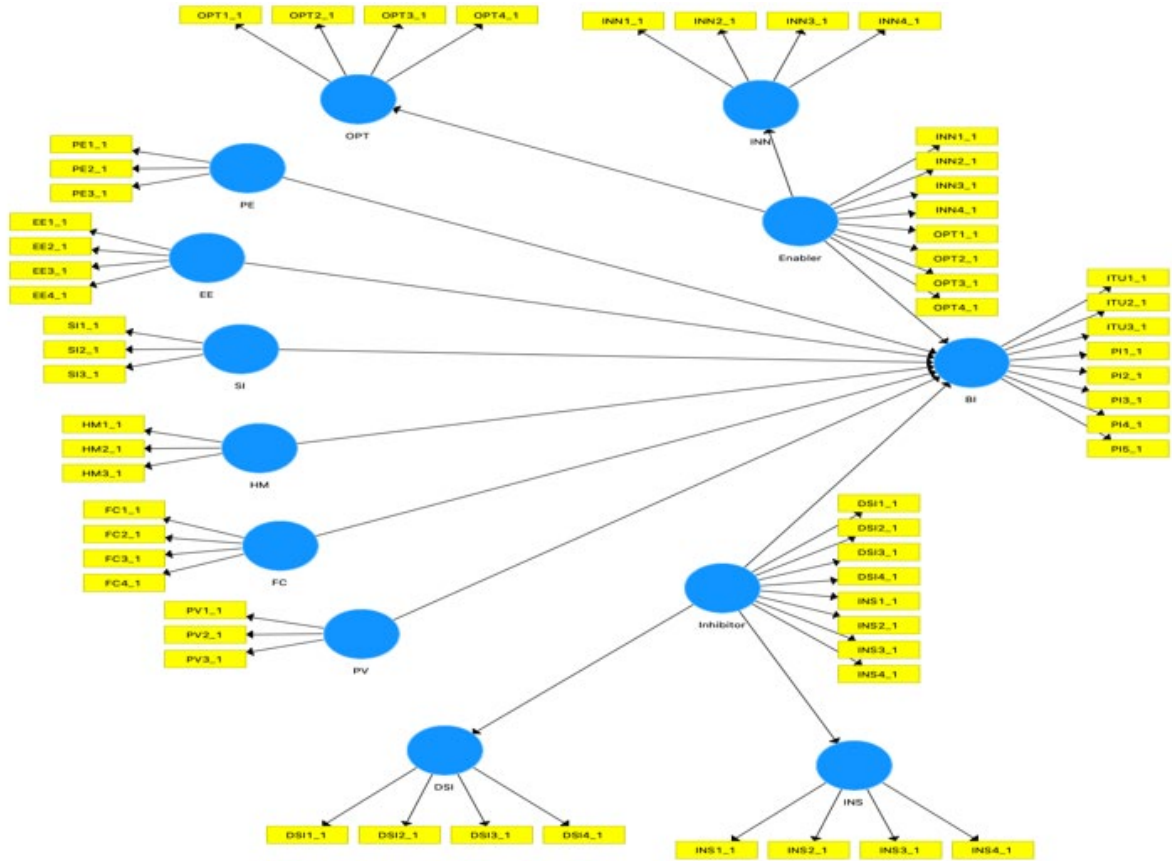 OPT1_1
OPT2_1
OPT3_1
OPT4_1
OPT
INN1_1
INN2_1
INN3_1
INN4_1
INN
PE1_1
PE2_1
PE3_1
PE
EE1_1
EE2_1
EE3_1
EE4_1
EE
SI1_1
SI2_1
SI3_1
SI
HM1_1
HM2_1
HM3_1
HM
FC1_1
FC2_1
FC3_1
FC4_1
FC
PV1_1
PV2_1
PV3_1
PV
Enabler
INN1_1
INN2_1
INN3_1
INN4_1
OPT1_1
OPT2_1
OPT3_1
OPT4_1
BI
ITU1_1
ITU2_1
ITU3_1
PI1_1
PI2_1
PI3_1
PI4_1
PI5_1
Inhibitor
DSI1_1
DSI2_1
DSI3_1
DSI4_1
INS1_1
INS2_1
INS3_1
INS4_1
DSI
DSI1_1
DSI2_1
DSI3_1
DSI4_1
INS
INS1_1
INS2_1
INS3_1
INS4_1